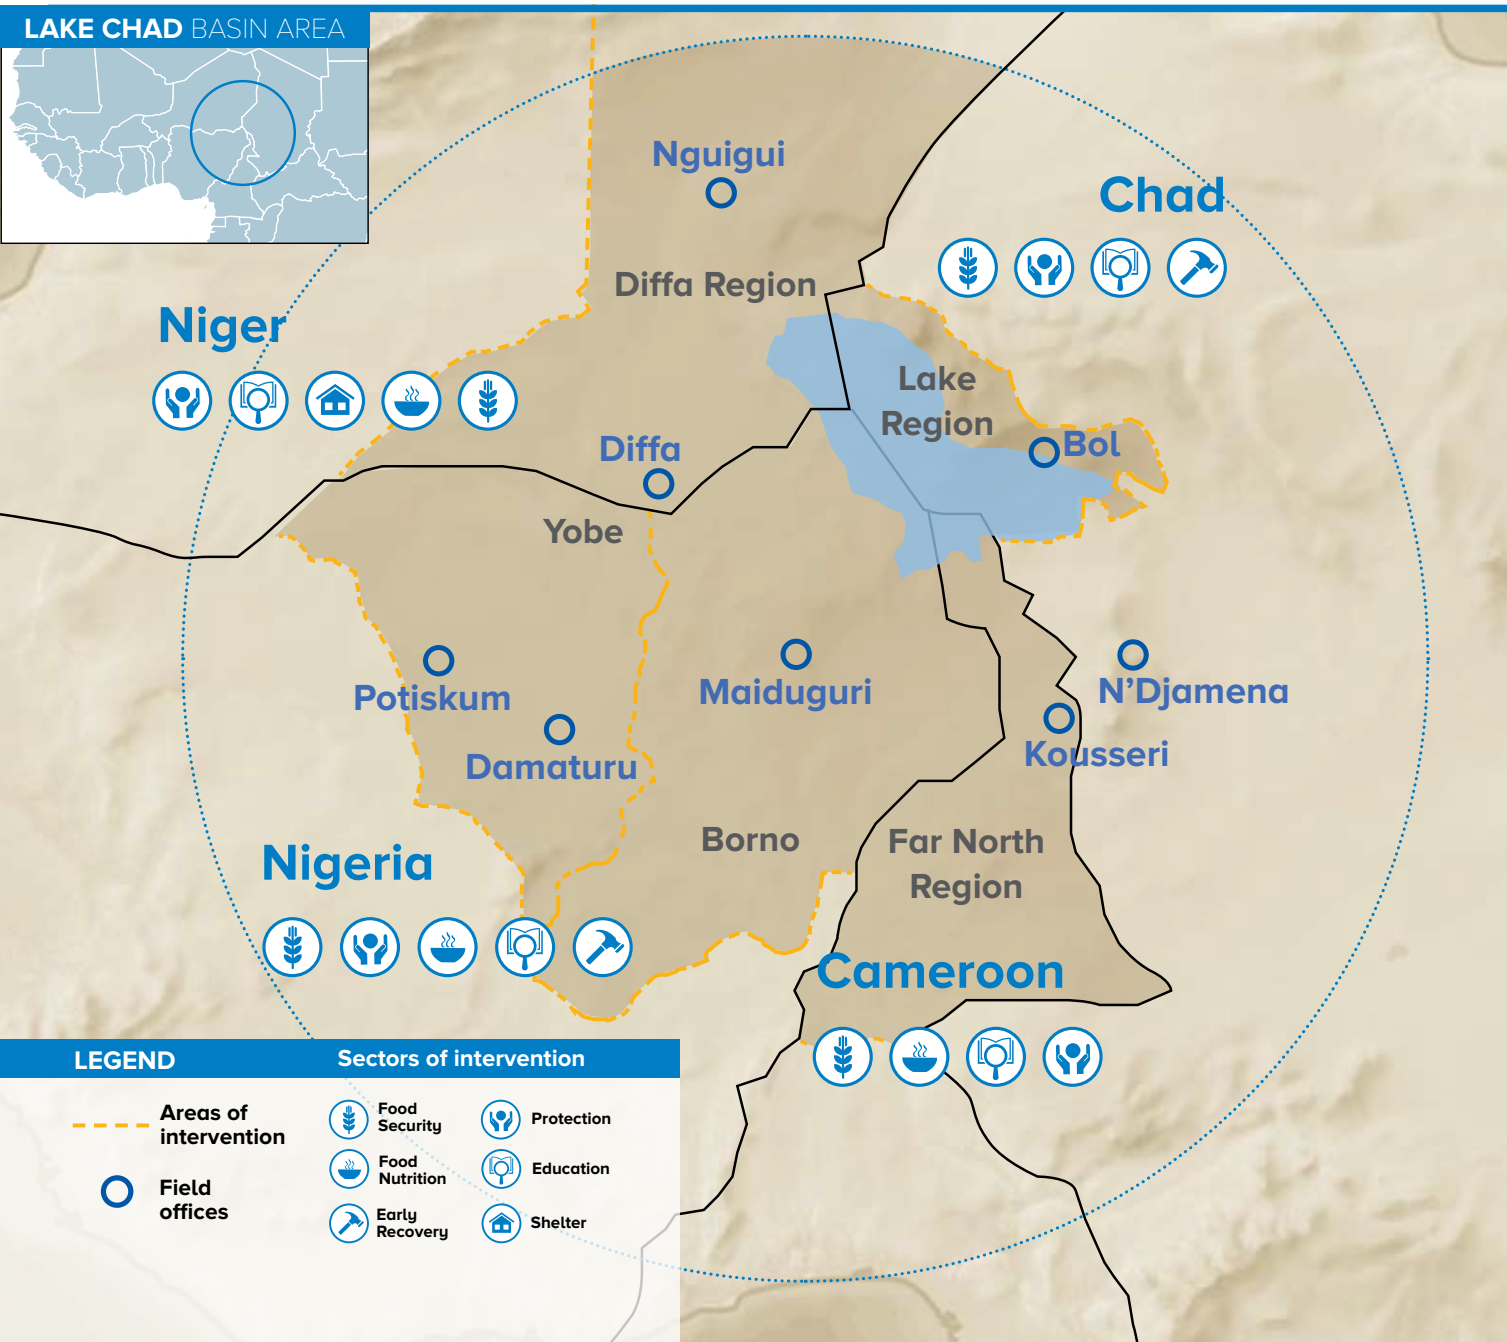 LAKE CHAD BASIN AREA
Nguigui
Chad
Diffa Region
Niger
Lake
Region
Diffa
Bol
Yobe
Potiskum
Maiduguri
N’Djamena
Damaturu
Kousseri
Borno
Far North
Region
Nigeria
Cameroon
LEGEND
Areas of
intervention
Field
offices
Sectors of intervention
Food
Security
Protection
Food
Nutrition
Education
Early
Recovery
Shelter